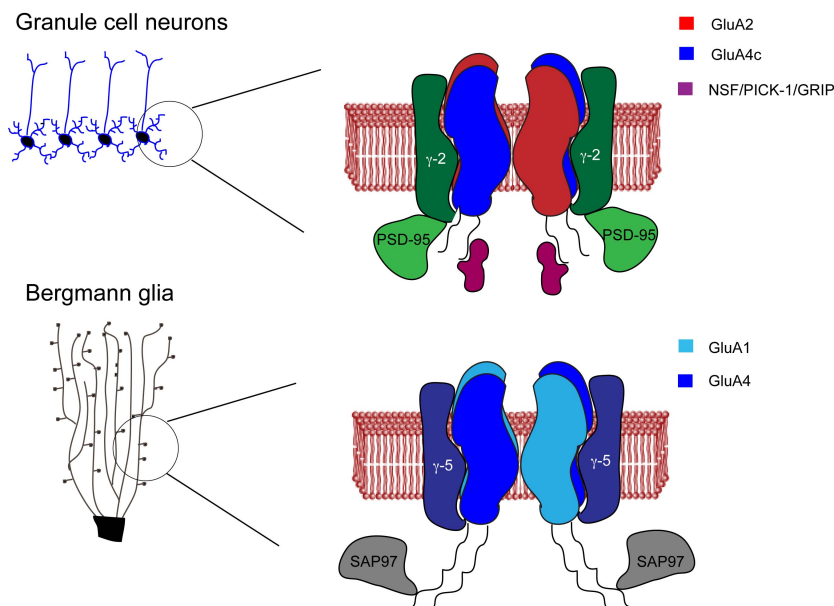 Granule cell neurons
GluA2
GluA4c
NSF/PICK-1/GRIP
γ-2
γ-2
PSD-95
PSD-95
Bergmann glia
GluA1
GluA4
γ-5
γ-5
SAP97
SAP97